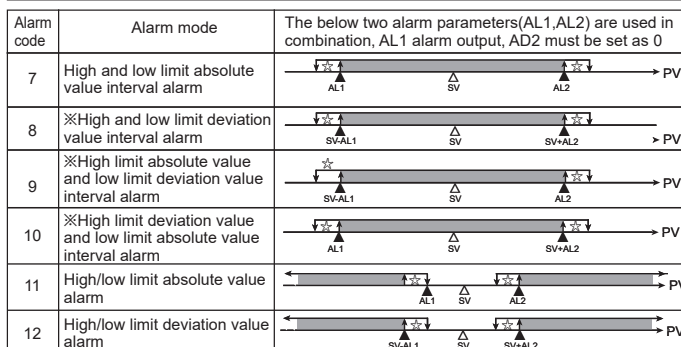 Alarm code
Alarm mode
The below two alarm parameters(AL1,AL2) are used in
combination, AL1 alarm output, AD2 must be set as 0
7
High and low limit absolute
value interval alarm
☆ ☆
AL1 SV AL2 PV
8
※High and low limit deviation
value interval alarm
☆ ☆
SV-AL1 SV SV+AL2 PV
9
※High limit absolute value
and low limit deviation value
interval alarm
☆ ☆
SV-AL1 SV AL2 PV
10
※High limit deviation value
and low limit absolute value
interval alarm
☆ ☆
AL1 SV SV+AL2 PV
11
High/low limit absolute value
alarm
☆ ☆
AL1 SV AL2 PV
12
High/low limit deviation value
alarm
☆ ☆
SV-AL1 SV SV+AL2 PV